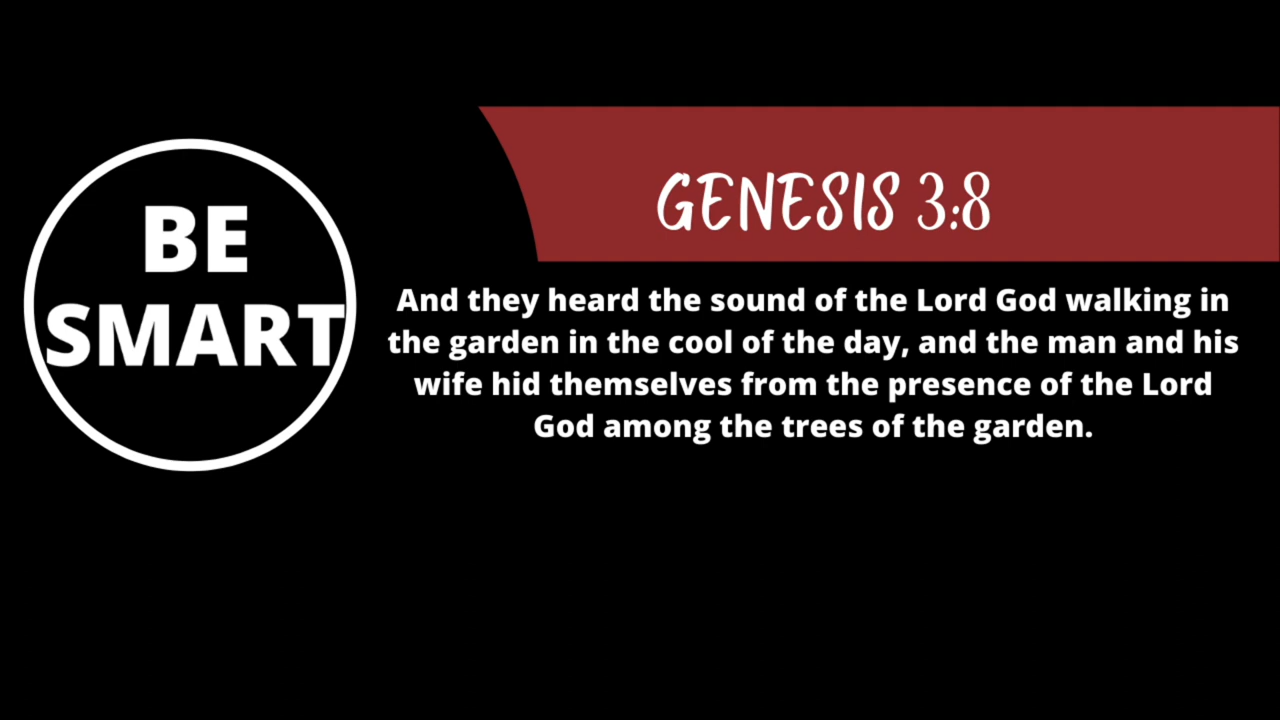 BE
SMART
GENESIS 3:8
And they heard the sound of the Lord God walking in
the garden in the cool of the day, and the man and his
wife hid themselves from the presence of the Lord
God among the trees of the garden.